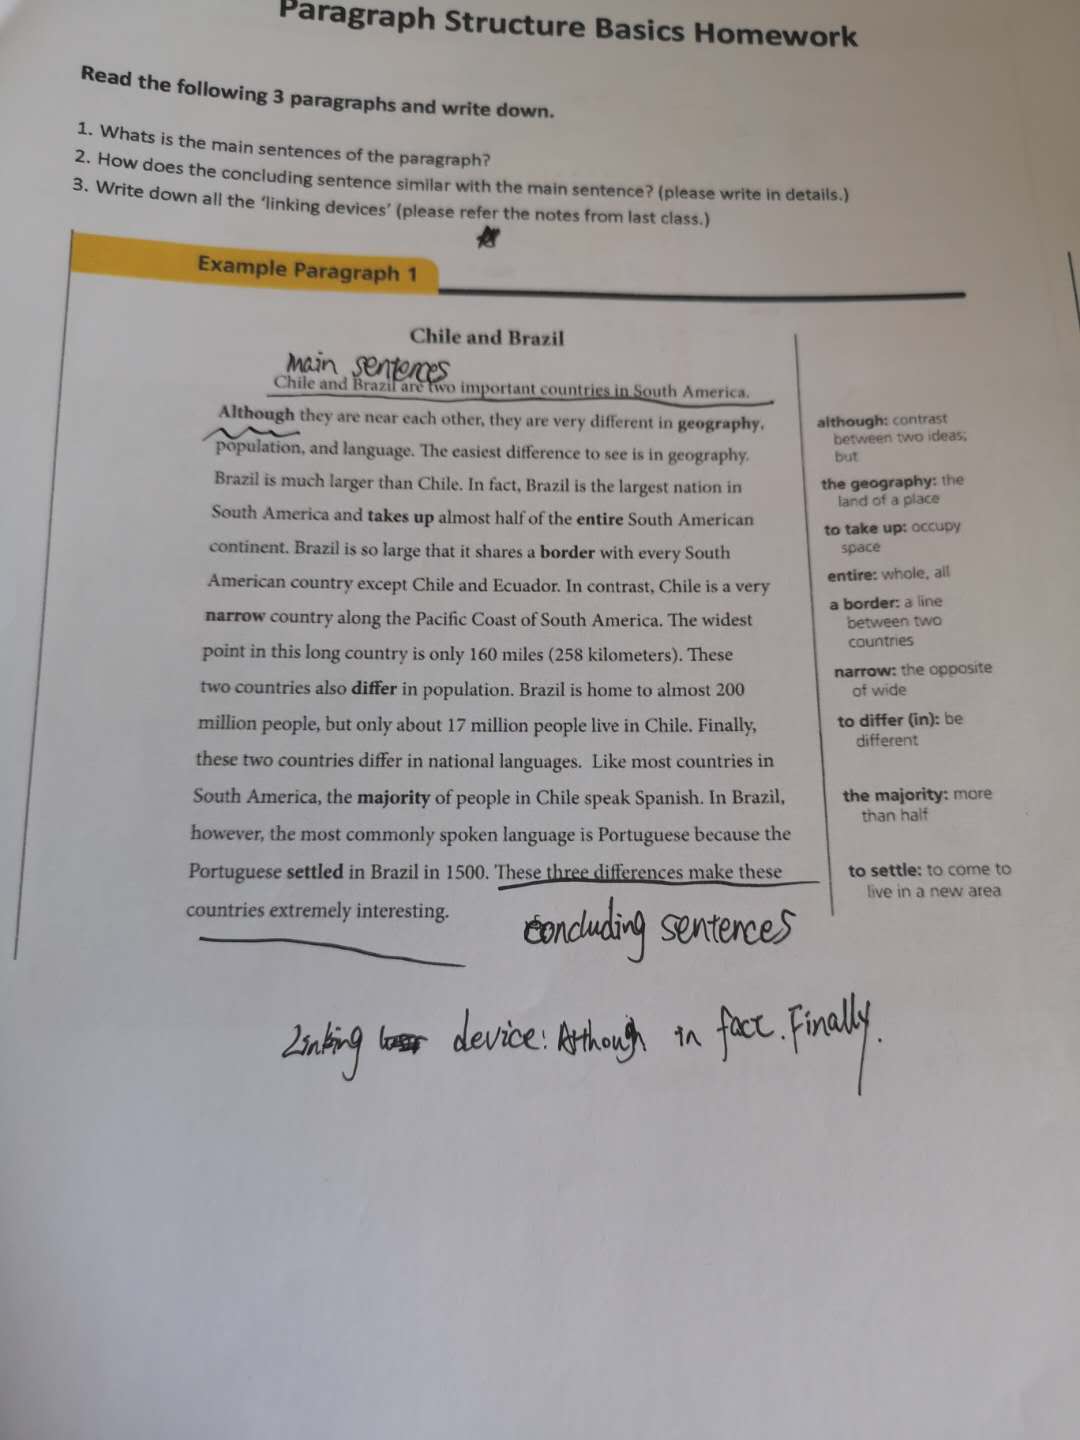 Paragraph Structure Basics Homework
Read the following 3 paragraphs and write down.
1. Whats is the main sentences of the paragraph?
2. How does the concluding sentence similar with the main sentence? (please write in details.)
3. Write down all the ‘linking devices’ (please refer the notes from last class.)
Example Paragraph 1
Chile and Brazil
main sentences
Chile and Brazil are two important countries in South America.
Although they are near each other, they are very different in geography,
population, and language. The easiest difference to see is in geography.
Brazil is much larger than Chile. In fact, Brazil is the largest nation in
South America and takes up almost half of the entire South American
continent. Brazil is so large that it shares a border with every South
American country except Chile and Ecuador. In contrast, Chile is a very
narrow country along the Pacific Coast of South America. The widest
point in this long country is only 160 miles (258 kilometers). These
two countries also differ in population. Brazil is home to almost 200
million people, but only about 17 million people live in Chile. Finally,
these two countries differ in national languages. Like most countries in
South America, the majority of people in Chile speak Spanish. In Brazil,
however, the most commonly spoken language is Portuguese because the
Portuguese settled in Brazil in 1500. These three differences make these
countries extremely interesting.
although: contrast
between two ideas;
but
the geography: the
land of a place
to take up: occupy
space
entire: whole, all
a border: a line
between two
countries
narrow: the opposite
of wide
to differ (in): be
different
the majority: more
than half
to settle: to come to
live in a new area
concluding sentences
Linking device: Although in fact. Finally.